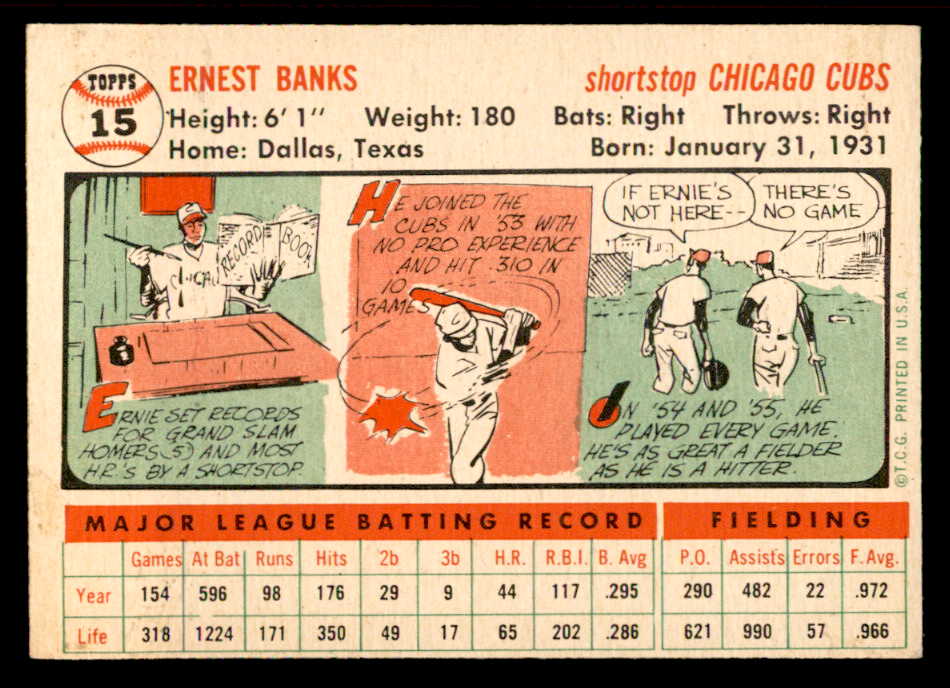 TOPPS
15
ERNEST BANKS
shortstop CHICAGO CUBS
Height: 6' 1" Weight: 180 Bats: Right Throws: Right
Home: Dallas, Texas Born: January 31, 1931
RECORD BOOK
CHICAG
ERNIE SET RECORDS
FOR GRAND SLAM
HOMERS (5) AND MOST
H.R.'S BY A SHORTSTOP.
HE JOINED THE
CUBS IN '53 WITH
NO PRO EXPERIENCE
AND HIT .310 IN
10
GAMES
IF ERNIE'S
NOT HERE--
THERE'S
NO GAME
IN '54 AND '55, HE
PLAYED EVERY GAME.
HE'S AS GREAT A FIELDER
AS HE IS A HITTER.
©T.C.G. PRINTED IN U.S.A.
MAJOR LEAGUE BATTING RECORD FIELDING
Games At Bat Runs Hits 2b 3b H.R. R.B.I. B. Avg P.O. Assists Errors F. Avg.
Year 154 596 98 176 29 9 44 117 .295 290 482 22 .972
Life 318 1224 171 350 49 17 65 202 .286 621 990 57 .966